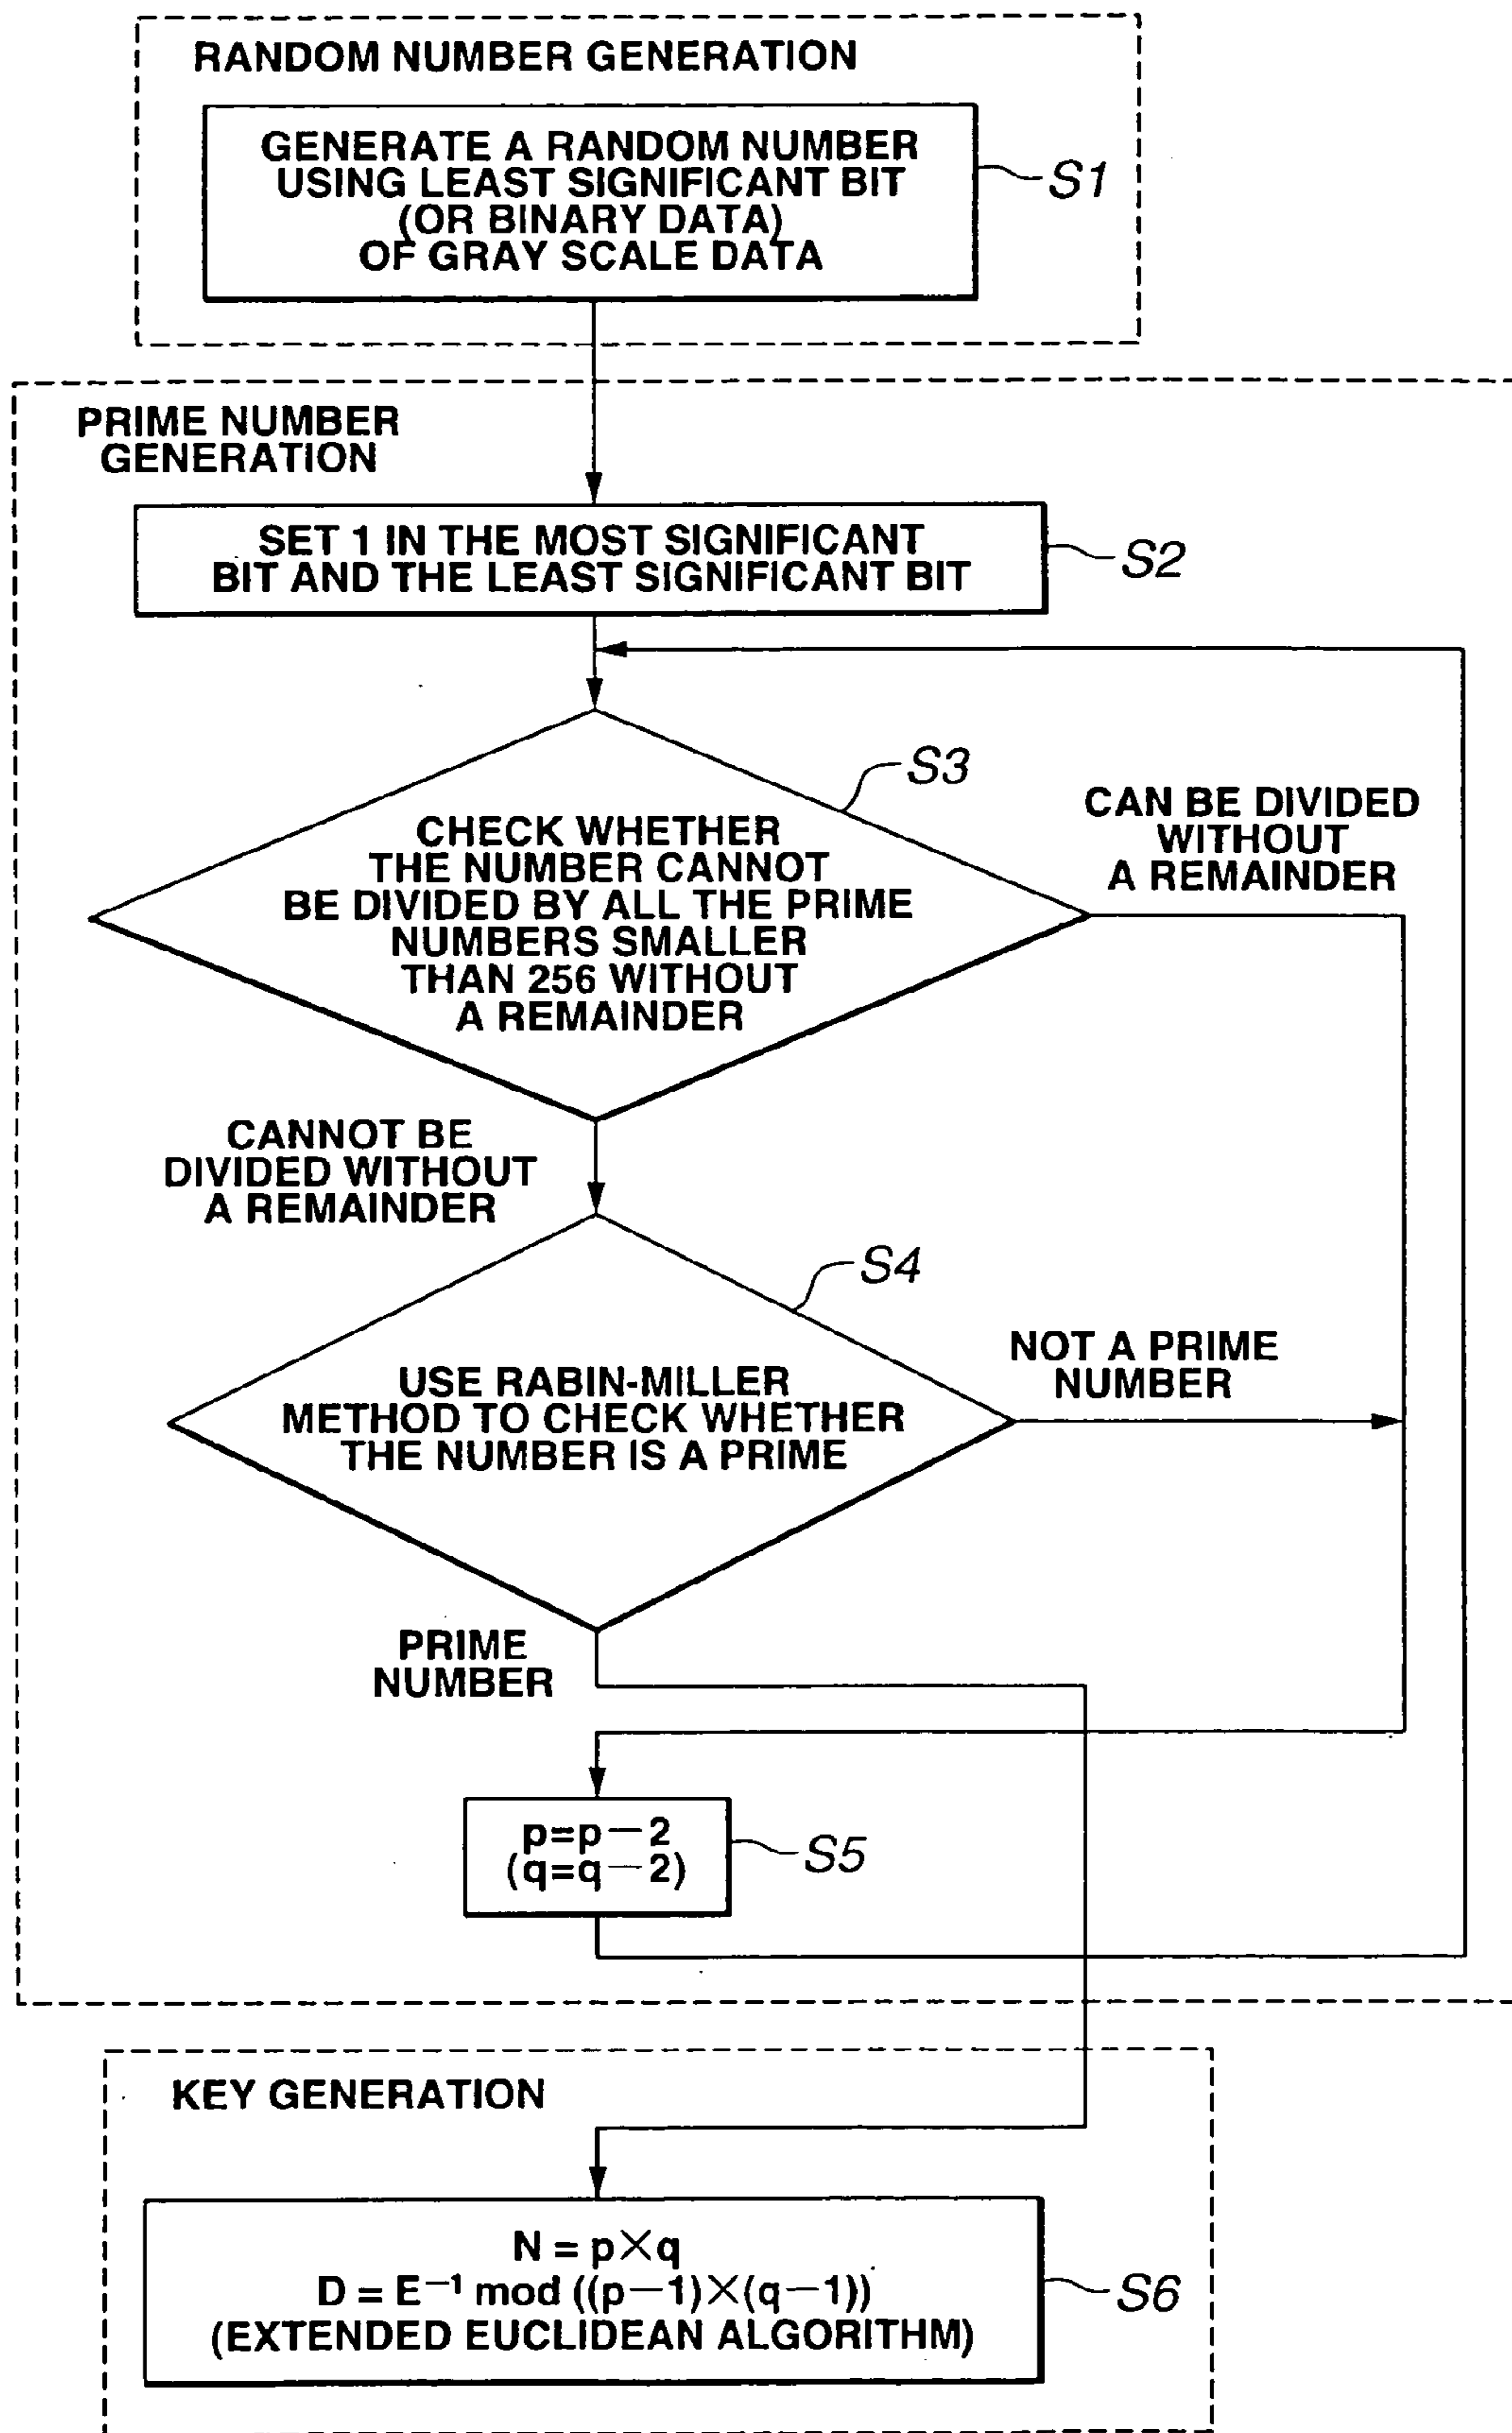 RANDOM NUMBER GENERATION
GENERATE A RANDOM NUMBER
USING LEAST SIGNIFICANT BIT
(OR BINARY DATA)
OF GRAY SCALE DATA
S1
PRIME NUMBER
GENERATION
SET 1 IN THE MOST SIGNIFICANT
BIT AND THE LEAST SIGNIFICANT BIT
S2
S3
CHECK WHETHER
THE NUMBER CANNOT
BE DIVIDED BY ALL THE PRIME
NUMBERS SMALLER
THAN 256 WITHOUT
A REMAINDER
CAN BE DIVIDED
WITHOUT
A REMAINDER
CANNOT BE
DIVIDED WITHOUT
A REMAINDER
S4
USE RABIN-MILLER
METHOD TO CHECK WHETHER
THE NUMBER IS A PRIME
NOT A PRIME
NUMBER
PRIME
NUMBER
p=p−2
(q=q−2)
S5
KEY GENERATION
N = p×q
D = E⁻¹ mod ((p−1)×(q−1))
(EXTENDED EUCLIDEAN ALGORITHM)
S6